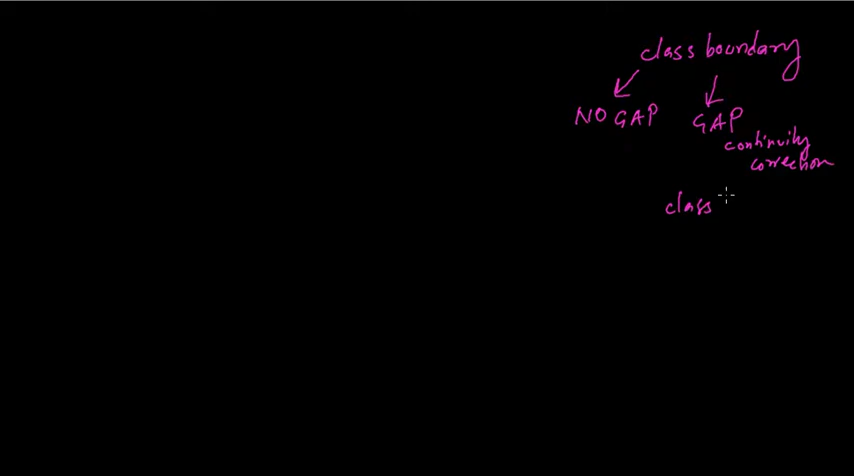 class boundary
NO GAP GAP
continuity
correction
class